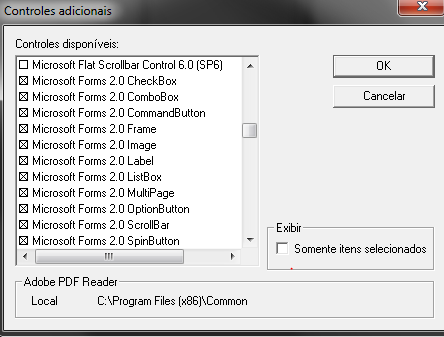 Controles adicionais
Controles disponíveis:
Microsoft Flat Scrollbar Control 6.0 (SP6)
Microsoft Forms 2.0 CheckBox
Microsoft Forms 2.0 ComboBox
Microsoft Forms 2.0 CommandButton
Microsoft Forms 2.0 Frame
Microsoft Forms 2.0 Image
Microsoft Forms 2.0 Label
Microsoft Forms 2.0 ListBox
Microsoft Forms 2.0 MultiPage
Microsoft Forms 2.0 OptionButton
Microsoft Forms 2.0 ScrollBar
Microsoft Forms 2.0 SpinButton
OK
Cancelar
Exibir
Somente itens selecionados
Adobe PDF Reader
Local C:\Program Files (x86)\Common